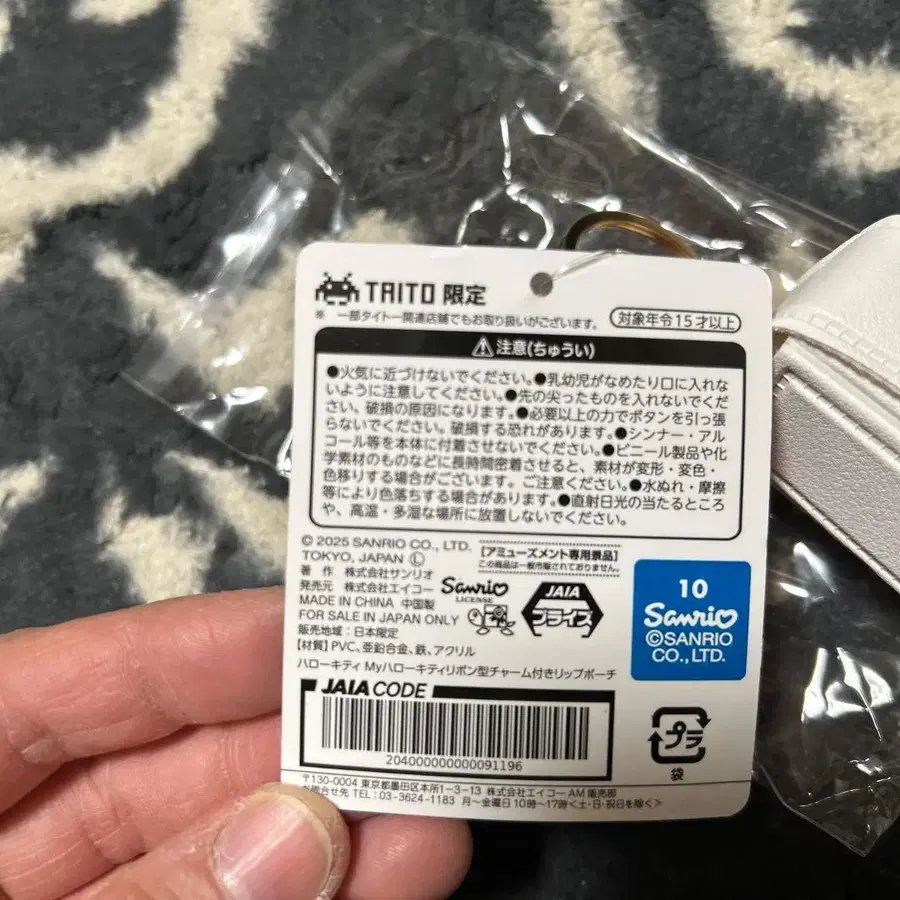 TAITO 限定
※ 一部タイトー関連店舗でもお取り扱いがございます。
対象年令15才以上
⚠注意(ちゅうい)
●火気に近づけないでください。●乳幼児がなめたり口に入れな
いように注意してください。●先の尖ったものを入れないでくだ
さい、破損の原因になります。●必要以上の力でボタンを引っ張
らないでください。破損する恐れがあります。●シンナー・アル
コール等を本体に付着させないでください。●ビニール製品や化
学素材のものなどに長時間密着させると、素材が変形・変色・
色移りする場合がございます。ご注意ください。●水ぬれ・摩擦
等により色落ちする場合があります。●直射日光の当たるところ
や、高温・多湿な場所に放置しないでください。
© 2025 SANRIO CO., LTD.
TOKYO, JAPAN Ⓛ
著 作 株式会社サンリオ
発売元 株式会社エイコー
MADE IN CHINA 中国製
FOR SALE IN JAPAN ONLY
販売地域:日本限定
【材質】PVC、亜鉛合金、鉄、アクリル
ハローキティ Myハローキティリボン型チャーム付きリップポーチ
【アミューズメント専用景品】
この商品は一般市販されておりません。
Sanrio
LICENSE
JAIA
プライズ
10
Sanrio
©SANRIO
CO.,LTD.
JAIA CODE
204000000000091196
プラ
袋
〒130-0004 東京都墨田区本所1-3-13 株式会社エイコー AM販売部
お問合せ先 TEL:03-3624-1183 月〜金曜日10時〜17時<土・日・祝日を除く>